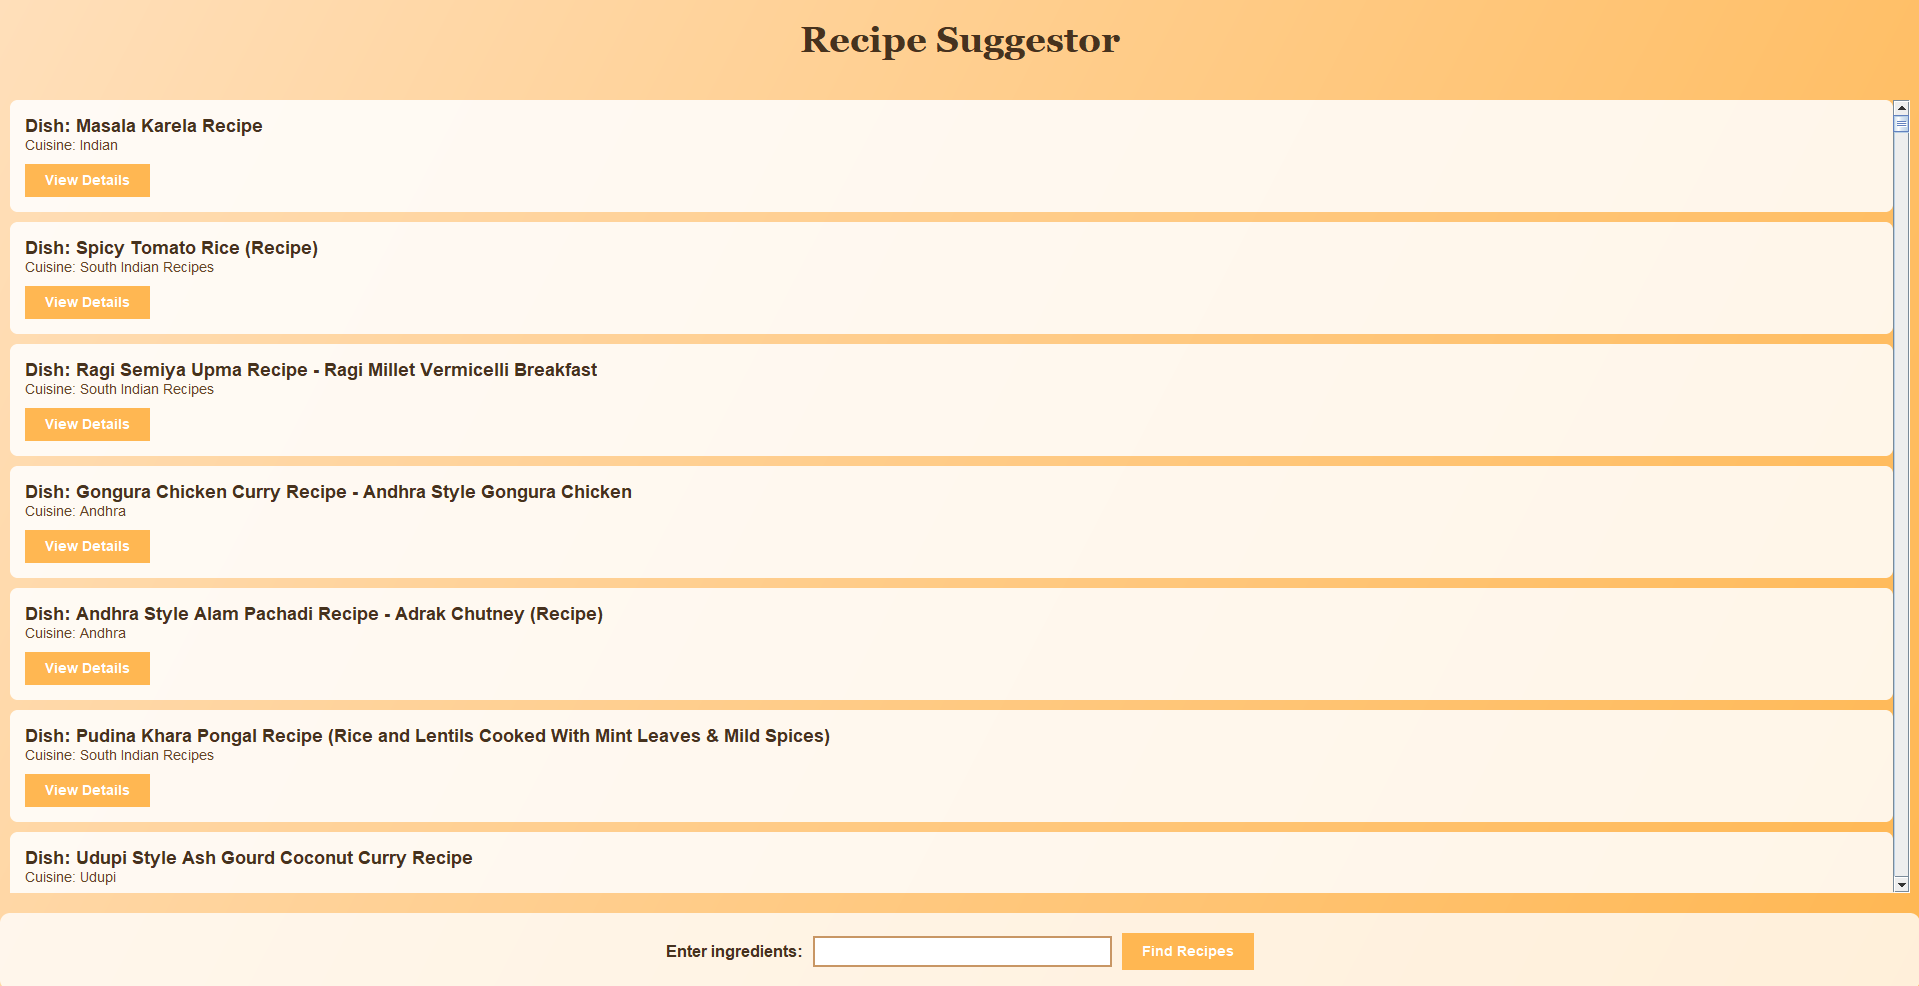 Recipe Suggestor
Dish: Masala Karela Recipe
Cuisine: Indian
View Details
Dish: Spicy Tomato Rice (Recipe)
Cuisine: South Indian Recipes
View Details
Dish: Ragi Semiya Upma Recipe - Ragi Millet Vermicelli Breakfast
Cuisine: South Indian Recipes
View Details
Dish: Gongura Chicken Curry Recipe - Andhra Style Gongura Chicken
Cuisine: Andhra
View Details
Dish: Andhra Style Alam Pachadi Recipe - Adrak Chutney (Recipe)
Cuisine: Andhra
View Details
Dish: Pudina Khara Pongal Recipe (Rice and Lentils Cooked With Mint Leaves & Mild Spices)
Cuisine: South Indian Recipes
View Details
Dish: Udupi Style Ash Gourd Coconut Curry Recipe
Cuisine: Udupi
Enter ingredients: Find Recipes